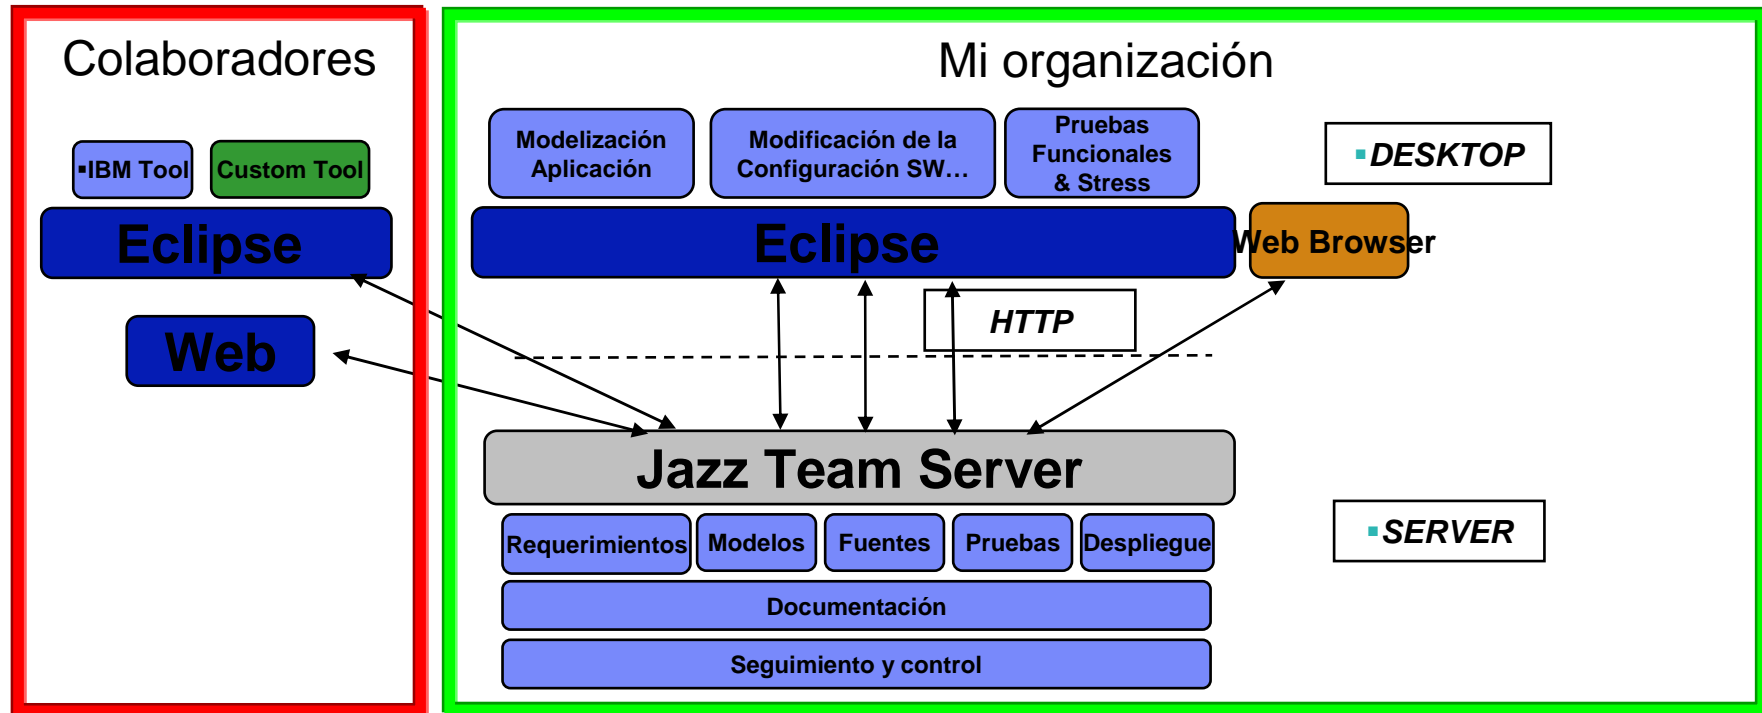 Colaboradores
▪IBM Tool
Custom Tool
Eclipse
Web
Mi organización
Modelización
Aplicación
Modificación de la
Configuración SW...
Pruebas
Funcionales
& Stress
▪DESKTOP
Eclipse
Web Browser
HTTP
Jazz Team Server
Requerimientos
Modelos
Fuentes
Pruebas
Despliegue
▪SERVER
Documentación
Seguimiento y control